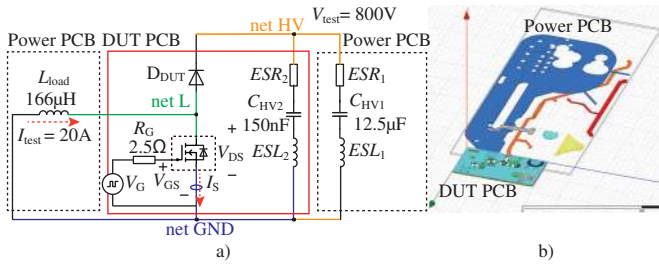 net HV
V_test = 800V
Power PCB
DUT PCB
Power PCB
D_DUT
ESR_2
ESR_1
L_load
166µH
net L
C_HV2
150nF
C_HV1
12.5µF
I_test = 20A
R_G
2.5Ω
+
V_DS
−
ESL_2
ESL_1
V_G
+
V_GS
−
I_S
net GND
a)
Power PCB
DUT PCB
b)